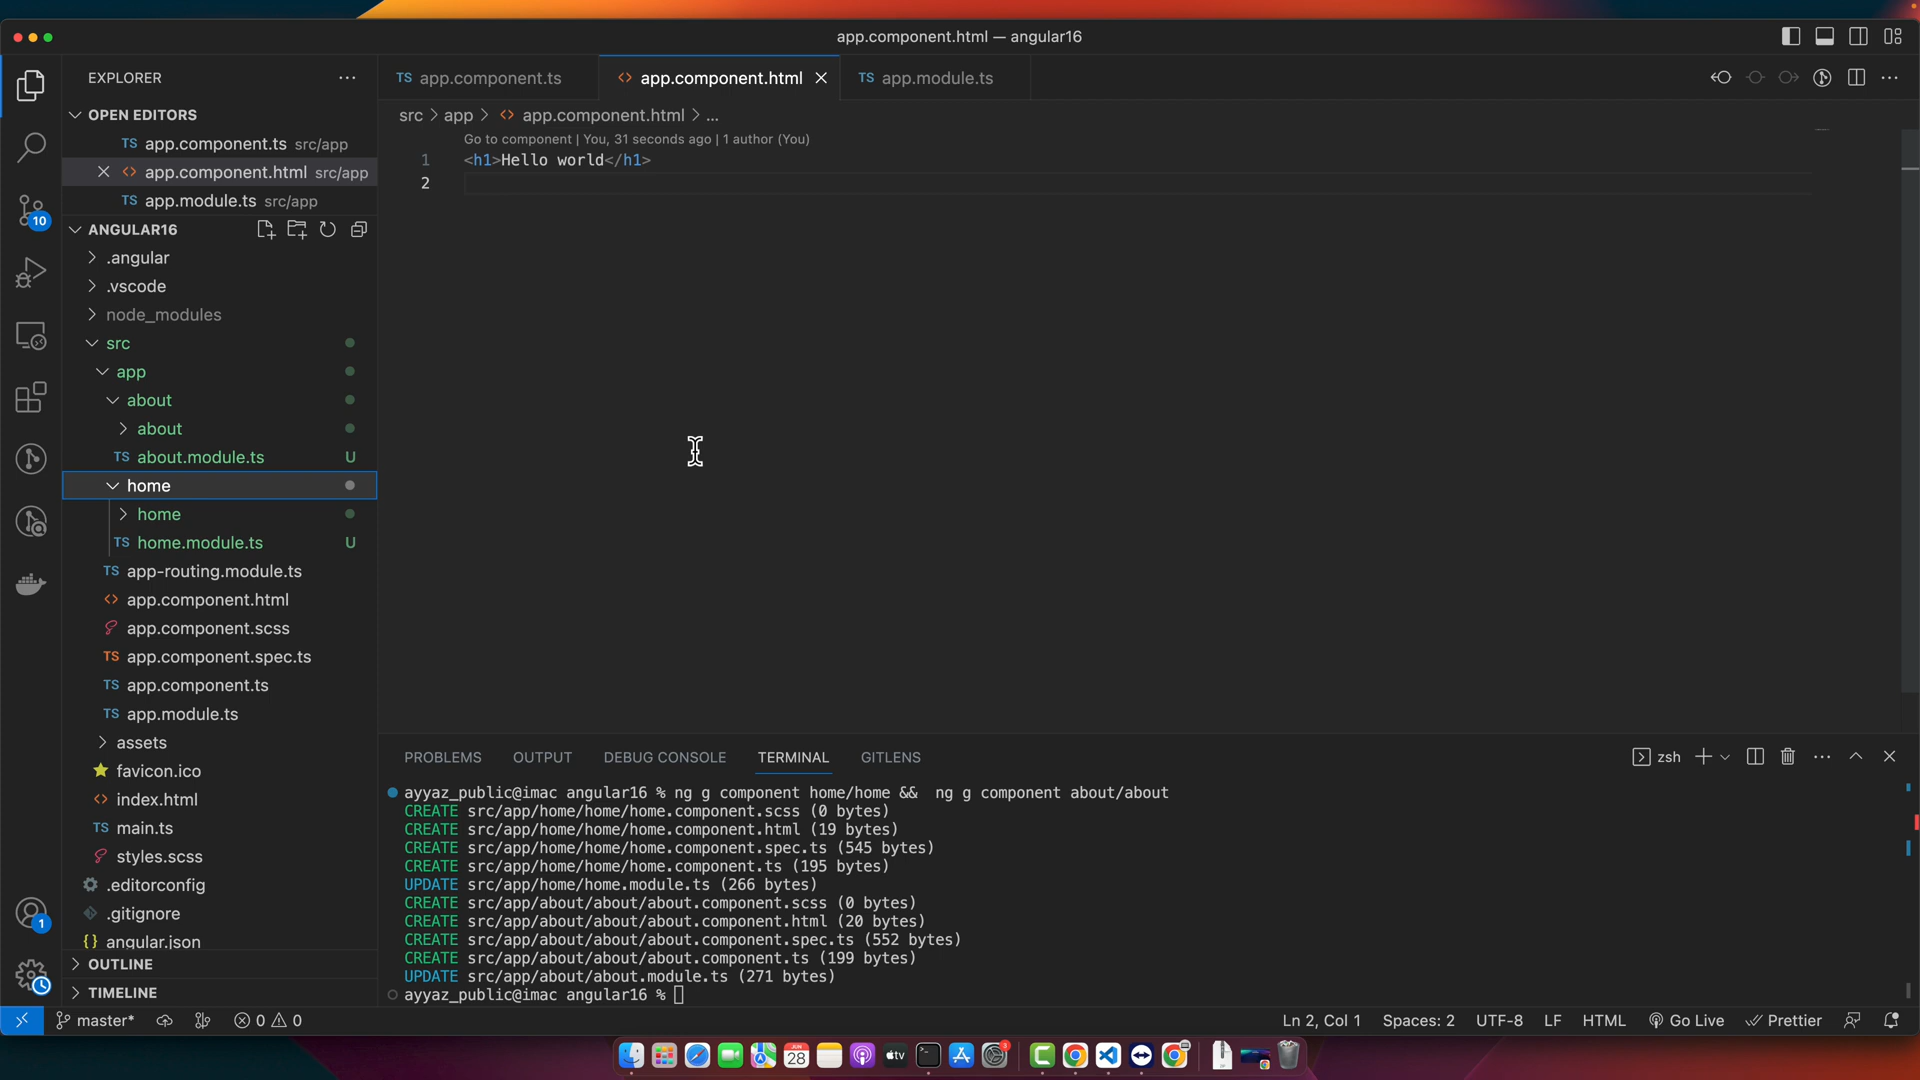 app.component.html — angular16
EXPLORER
OPEN EDITORS
TS app.component.ts src/app
<> app.component.html src/app
TS app.module.ts src/app
ANGULAR16
.angular
.vscode
node_modules
src
app
about
about
TS about.module.ts U
home
home
TS home.module.ts U
TS app-routing.module.ts
<> app.component.html
app.component.scss
TS app.component.spec.ts
TS app.component.ts
TS app.module.ts
assets
favicon.ico
<> index.html
TS main.ts
styles.scss
.editorconfig
.gitignore
{} angular.json
OUTLINE
TIMELINE
10
1
TS app.component.ts
<> app.component.html
TS app.module.ts
src > app > <> app.component.html > ...
Go to component | You, 31 seconds ago | 1 author (You)
1 <h1>Hello world</h1>
2
PROBLEMS OUTPUT DEBUG CONSOLE TERMINAL GITLENS
zsh
ayyaz_public@imac angular16 % ng g component home/home &&  ng g component about/about
CREATE src/app/home/home/home.component.scss (0 bytes)
CREATE src/app/home/home/home.component.html (19 bytes)
CREATE src/app/home/home/home.component.spec.ts (545 bytes)
CREATE src/app/home/home/home.component.ts (195 bytes)
UPDATE src/app/home/home.module.ts (266 bytes)
CREATE src/app/about/about/about.component.scss (0 bytes)
CREATE src/app/about/about/about.component.html (20 bytes)
CREATE src/app/about/about/about.component.spec.ts (552 bytes)
CREATE src/app/about/about/about.component.ts (199 bytes)
UPDATE src/app/about/about.module.ts (271 bytes)
ayyaz_public@imac angular16 %
master* 0 0 Ln 2, Col 1 Spaces: 2 UTF-8 LF HTML Go Live Prettier
JUN
28
tv
3